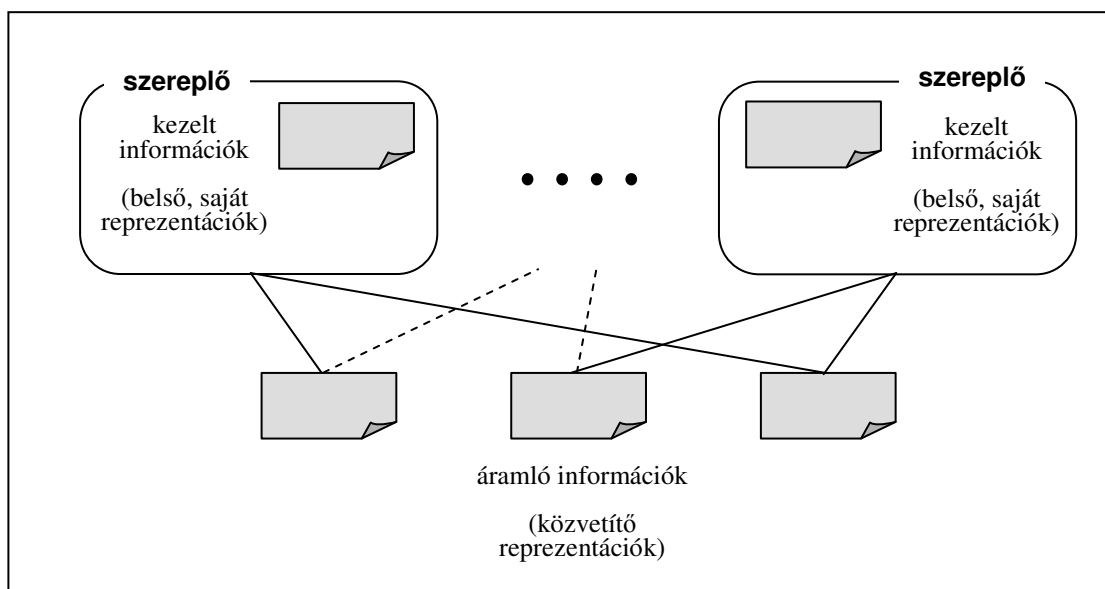 szereplő
kezelt
információk
(belső, saját
reprezentációk)
szereplő
kezelt
információk
(belső, saját
reprezentációk)
áramló információk
(közvetítő
reprezentációk)